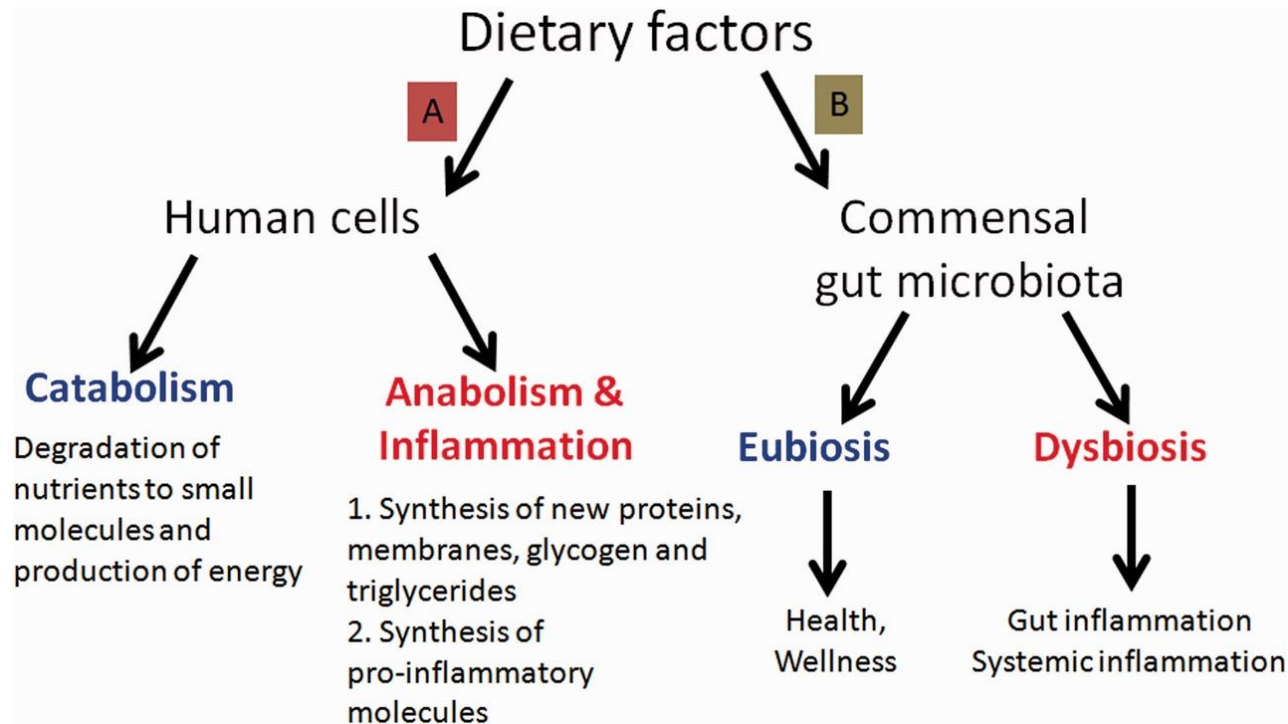 Dietary factors
A
B
Human cells
Commensal
gut microbiota
Catabolism
Degradation of
nutrients to small
molecules and
production of energy
Anabolism &
Inflammation
1. Synthesis of new proteins,
membranes, glycogen and
triglycerides
2. Synthesis of
pro-inflammatory
molecules
Eubiosis
Health,
Wellness
Dysbiosis
Gut inflammation
Systemic inflammation